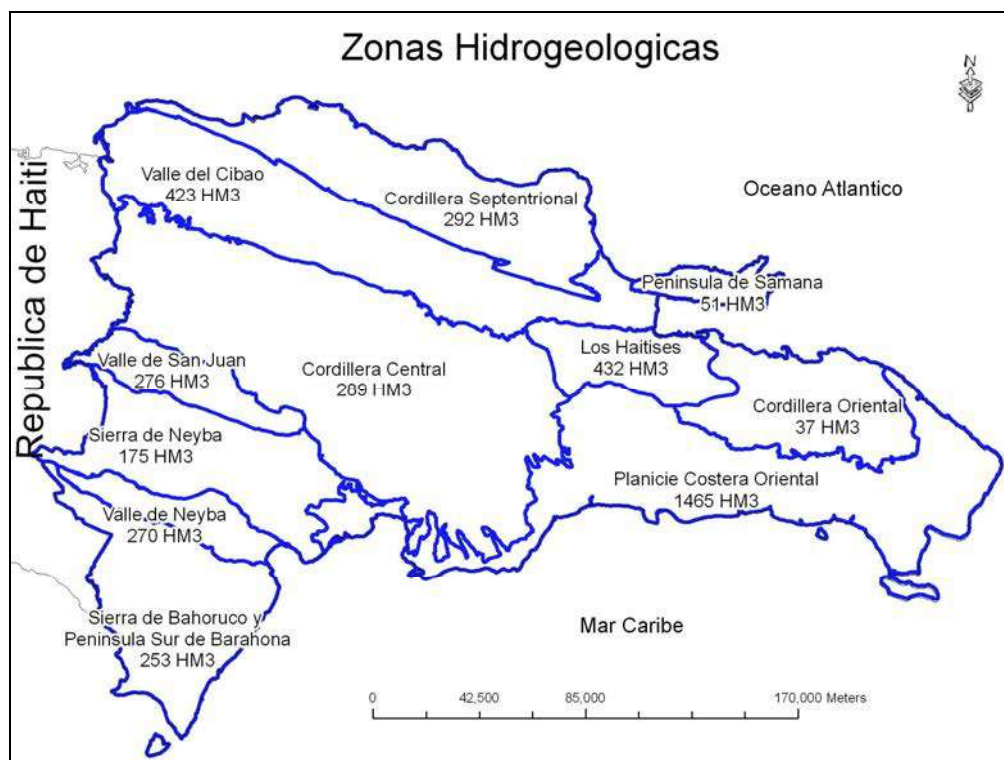 Zonas Hidrogeologicas
N
Republica de Haiti
Valle del Cibao
423 HM3
Cordillera Septentrional
292 HM3
Oceano Atlantico
Peninsula de Samana
51 HM3
Valle de San Juan
276 HM3
Cordillera Central
289 HM3
Los Haitises
432 HM3
Cordillera Oriental
37 HM3
Sierra de Neyba
175 HM3
Planicie Costera Oriental
1465 HM3
Valle de Neyba
270 HM3
Sierra de Bahoruco y
Peninsula Sur de Barahona
253 HM3
Mar Caribe
0 42,500 85,000 170,000 Meters